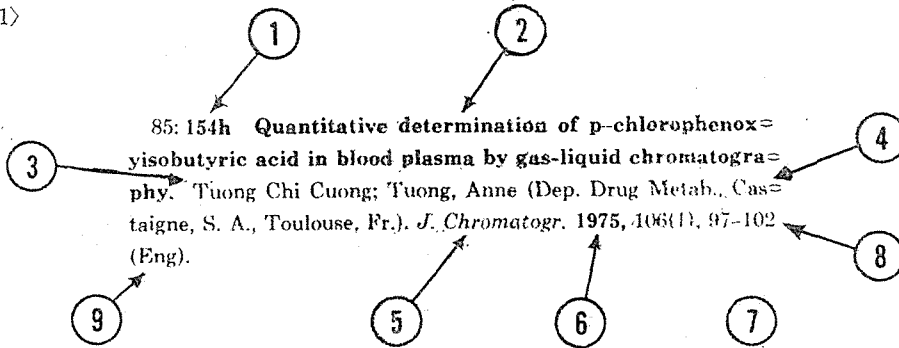 1〉
1
2
85: 154h Quantitative determination of p-chlorophenox=
3
yisobutyric acid in blood plasma by gas-liquid chromatogra=
4
phy. Tuong Chi Cuong; Tuong, Anne (Dep. Drug Metab., Cas=
taigne, S. A., Toulouse, Fr.). J. Chromatogr. 1975, 106(1), 97-102
(Eng).
8
9
5
6
7